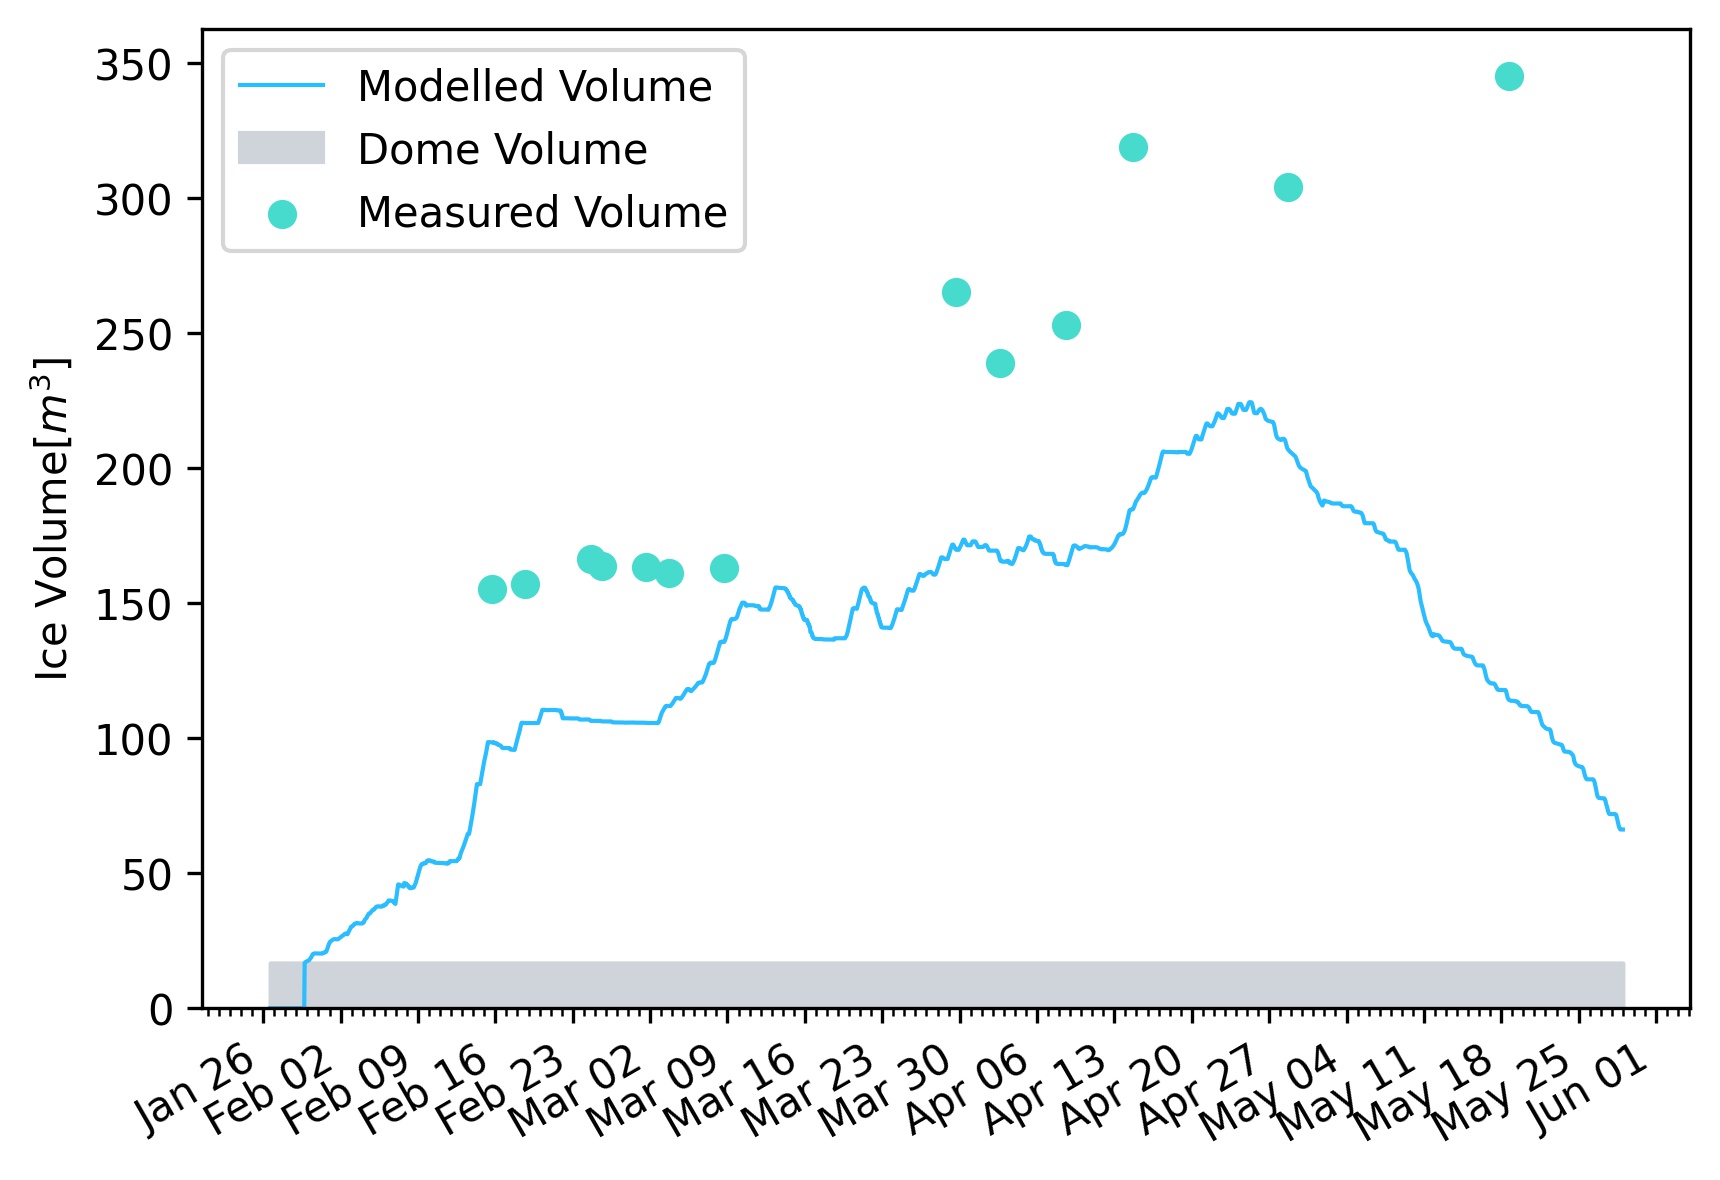 350
300
250
200
150
100
50
0
Ice Volume[m³]
Modelled Volume
Dome Volume
Measured Volume
Jan 26
Feb 02
Feb 09
Feb 16
Feb 23
Mar 02
Mar 09
Mar 16
Mar 23
Mar 30
Apr 06
Apr 13
Apr 20
Apr 27
May 04
May 11
May 18
May 25
Jun 01